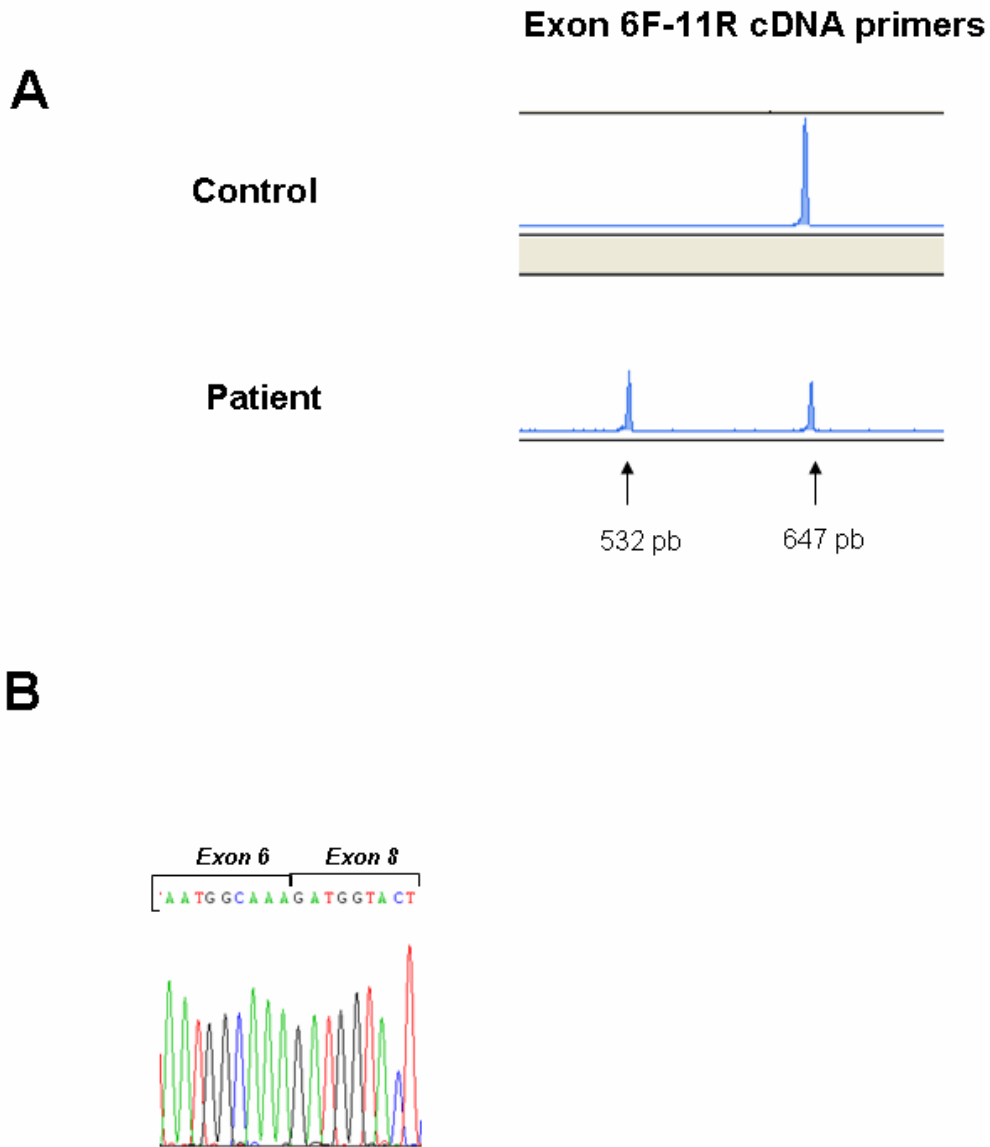 Exon 6F-11R cDNA primers
A
Control
Patient
532 pb
647 pb
B
Exon 6 Exon 8
AATGGCAAAGATGGTACT